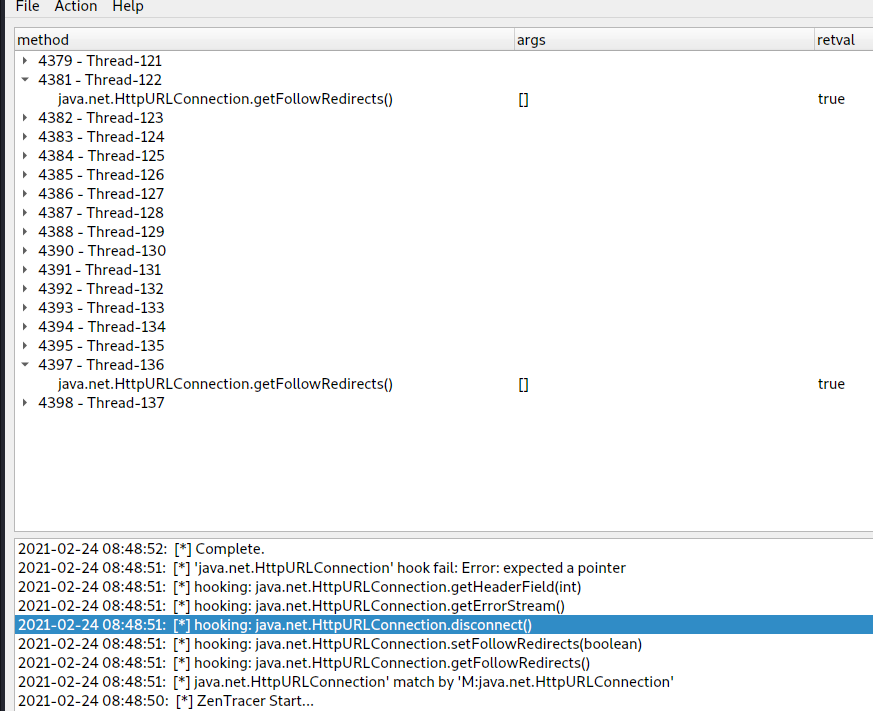 File Action Help
method args retval
4379 - Thread-121
4381 - Thread-122
java.net.HttpURLConnection.getFollowRedirects() [] true
4382 - Thread-123
4383 - Thread-124
4384 - Thread-125
4385 - Thread-126
4386 - Thread-127
4387 - Thread-128
4388 - Thread-129
4390 - Thread-130
4391 - Thread-131
4392 - Thread-132
4393 - Thread-133
4394 - Thread-134
4395 - Thread-135
4397 - Thread-136
java.net.HttpURLConnection.getFollowRedirects() [] true
4398 - Thread-137
2021-02-24 08:48:52: [*] Complete.
2021-02-24 08:48:51: [*] 'java.net.HttpURLConnection' hook fail: Error: expected a pointer
2021-02-24 08:48:51: [*] hooking: java.net.HttpURLConnection.getHeaderField(int)
2021-02-24 08:48:51: [*] hooking: java.net.HttpURLConnection.getErrorStream()
2021-02-24 08:48:51: [*] hooking: java.net.HttpURLConnection.disconnect()
2021-02-24 08:48:51: [*] hooking: java.net.HttpURLConnection.setFollowRedirects(boolean)
2021-02-24 08:48:51: [*] hooking: java.net.HttpURLConnection.getFollowRedirects()
2021-02-24 08:48:51: [*] java.net.HttpURLConnection' match by 'M:java.net.HttpURLConnection'
2021-02-24 08:48:50: [*] ZenTracer Start...